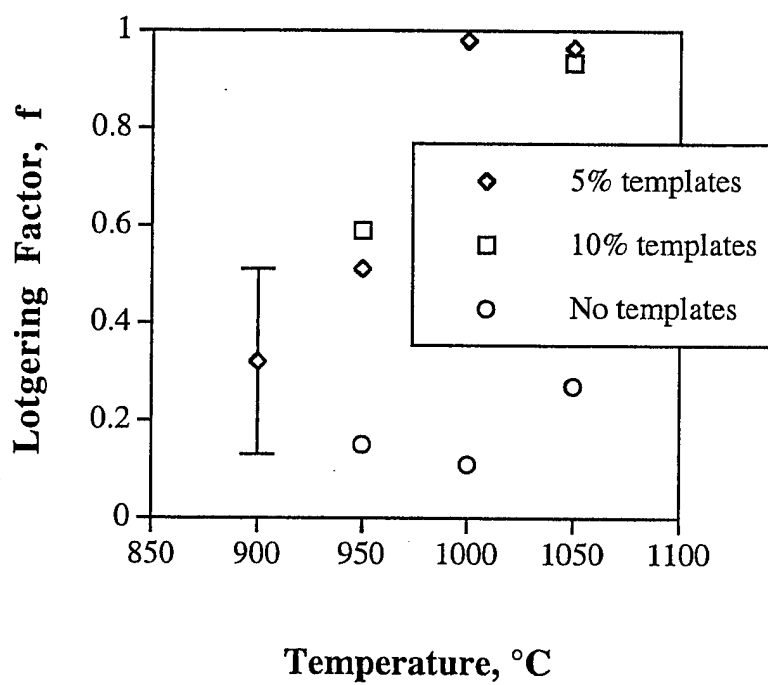 Lotgering Factor, f
1
0.8
0.6
0.4
0.2
0
5% templates
10% templates
No templates
850 900 950 1000 1050 1100
Temperature, °C